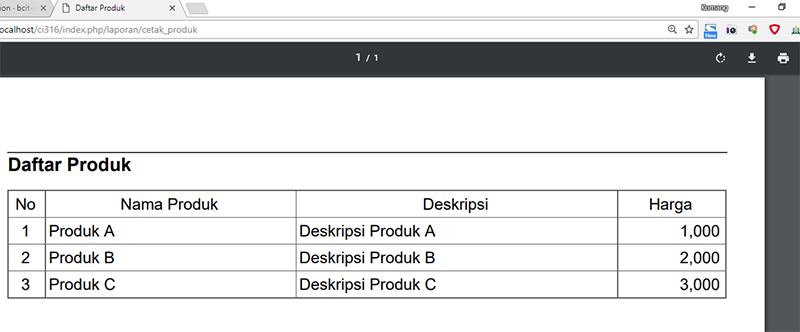 ion - bcit-
Daftar Produk
Komang
ocalhost/ci316/index.php/laporan/cetak_produk
New
1 / 1
Daftar Produk
No Nama Produk Deskripsi Harga
1 Produk A Deskripsi Produk A 1,000
2 Produk B Deskripsi Produk B 2,000
3 Produk C Deskripsi Produk C 3,000